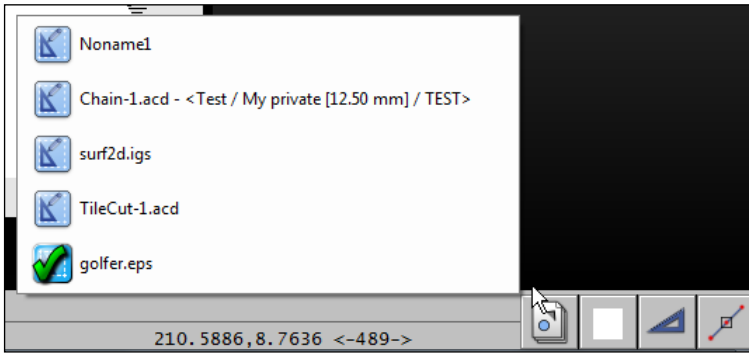 Noname1
Chain-1.acd - <Test / My private [12.50 mm] / TEST>
surf2d.igs
TileCut-1.acd
golfer.eps
210.5886,8.7636 <-489->